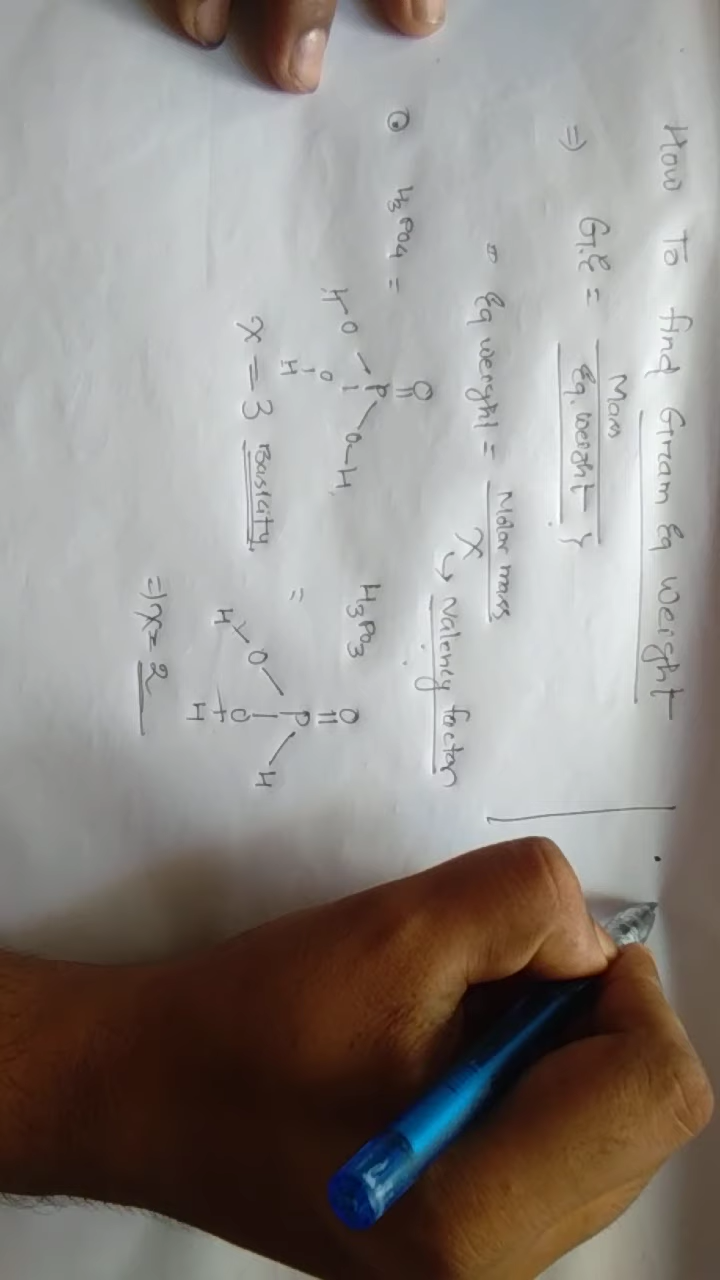 How To find Gram Eq Weight
⇒ G.E = Mass / Eq. weight }
⇒ Eq weight = Molar mass / x → Valency factor
⊙ H3PO4 =
O
||
H-O P O-H
O
H
x = 3 Basicity
H3PO3
=
O
||
H O P H
O
H
⇒ x = 2